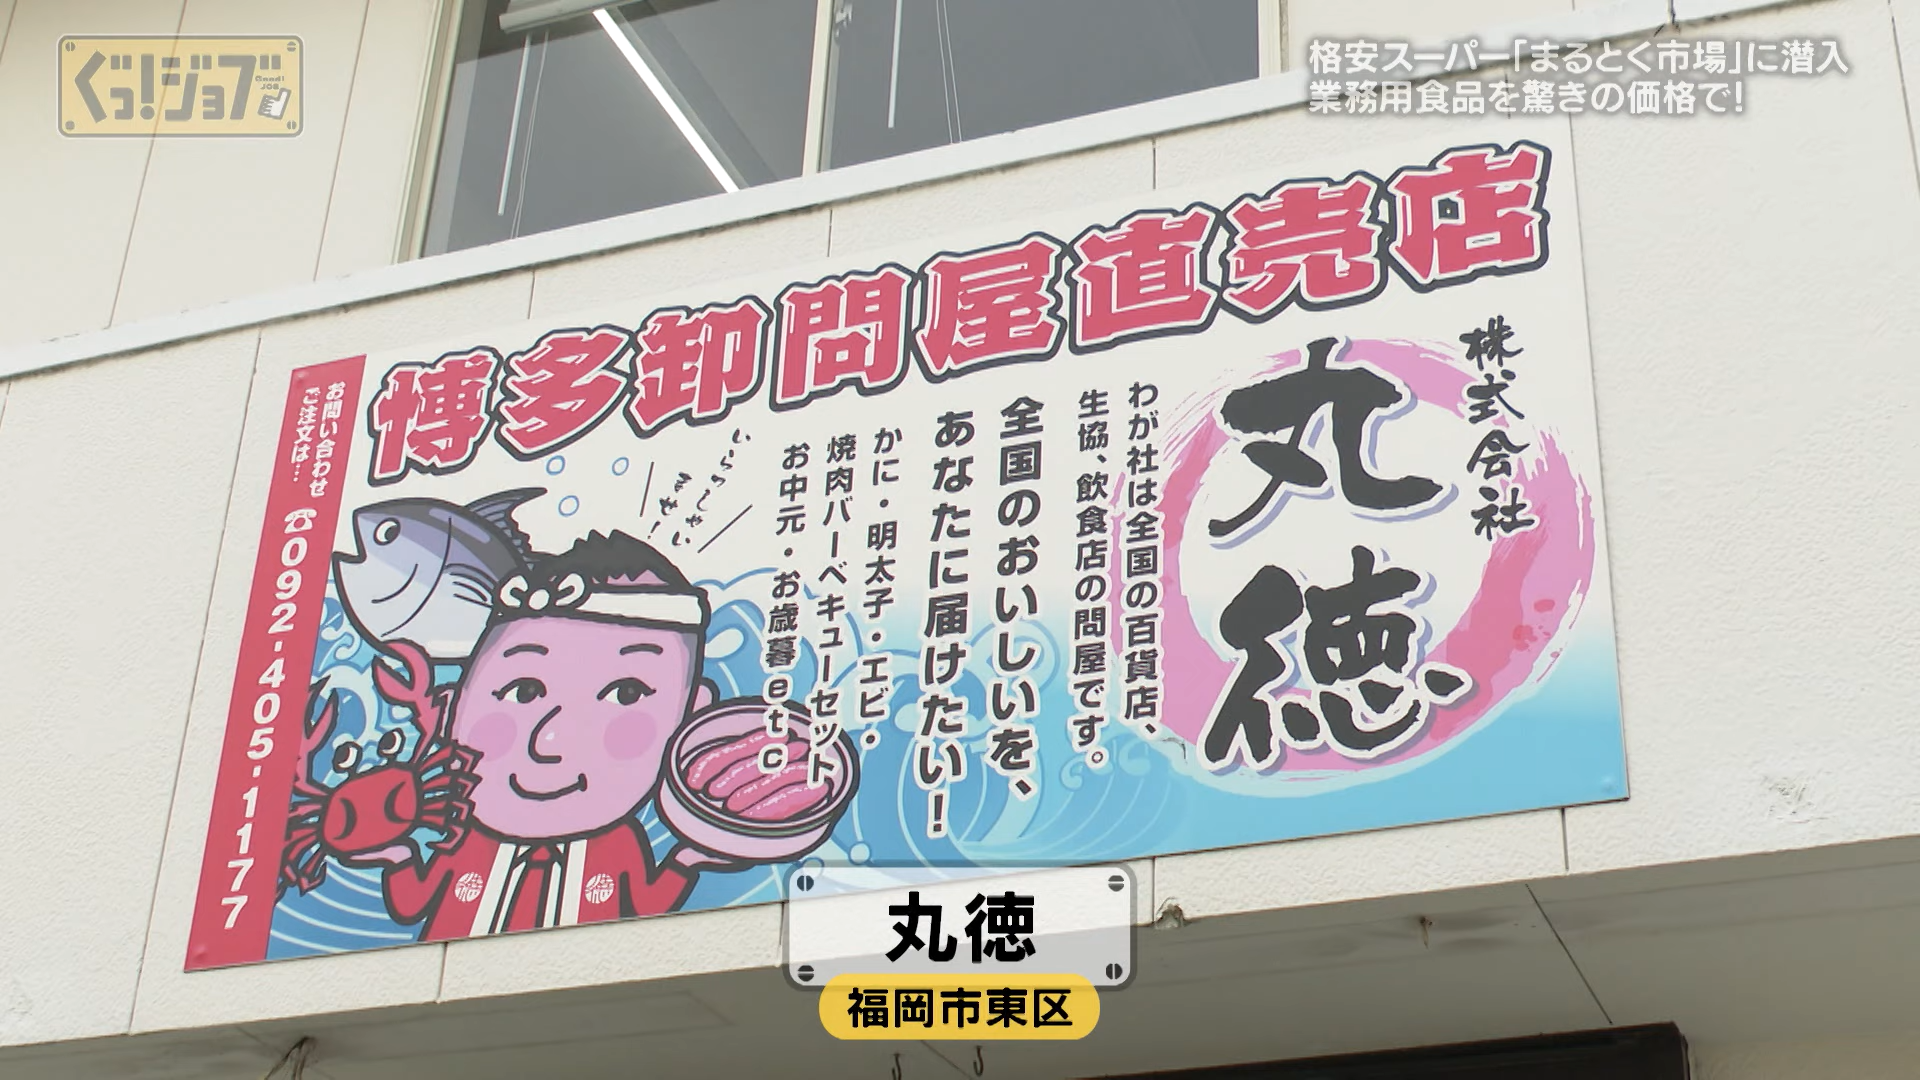 ぐっ!ジョブ
Good! JOB
格安スーパー「まるとく市場」に潜入
業務用食品を驚きの価格で!
博多卸問屋直売店
株式会社
丸徳
わが社は全国の百貨店、
生協、飲食店の問屋です。
全国のおいしいを、
あなたに届けたい!
かに・明太子・エビ・
焼肉バーベキューセット
お中元・お歳暮etc
いらっしゃい
ませ!
お問い合わせ
ご注文は…
☎092-405-1177
丸徳
福岡市東区